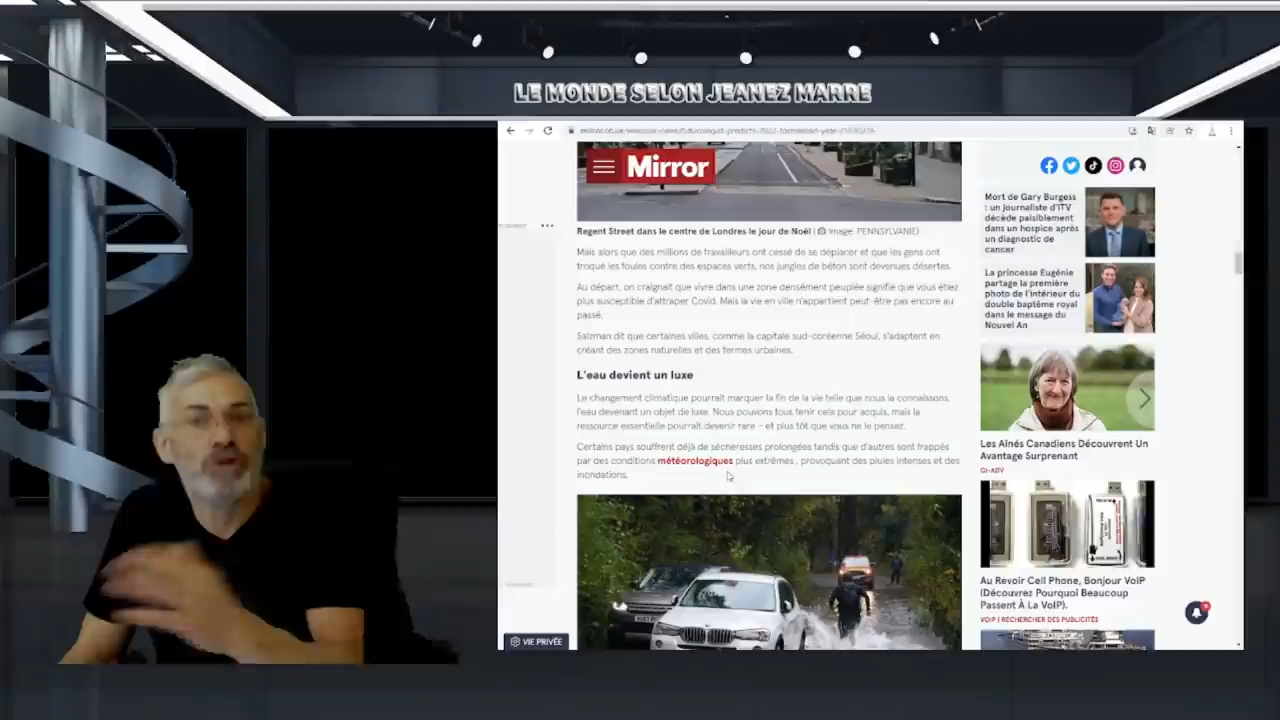 LE MONDE SELON JEANEZ MARRE
Mirror
Regent Street dans le centre de Londres le jour de Noël ( Image: PENNSYLVANIE)
Mais alors que des millions de travailleurs ont cessé de se déplacer et que les gens ont
troqué les foules contre des espaces verts, nos jungles de béton sont devenues désertes.
Au départ, on craignait que vivre dans une zone densément peuplée signifie que vous étiez
plus susceptible d'attraper Covid. Mais la vie en ville n'appartient peut-être pas encore au
passé.
Salzman dit que certaines villes, comme la capitale sud-coréenne Séoul, s'adaptent en
créant des zones naturelles et des fermes urbaines.
L'eau devient un luxe
Le changement climatique pourrait marquer la fin de la vie telle que nous la connaissons,
l'eau devenant un objet de luxe. Nous pouvons tous tenir cela pour acquis, mais la
ressource essentielle pourrait devenir rare – et plus tôt que vous ne le pensez.
Certains pays souffrent déjà de sécheresses prolongées tandis que d'autres sont frappés
par des conditions météorologiques plus extrêmes , provoquant des pluies intenses et des
inondations.
VIE PRIVÉE
Mort de Gary Burgess
: un journaliste d'ITV
décède paisiblement
dans un hospice après
un diagnostic de
cancer
La princesse Eugénie
partage la première
photo de l'intérieur du
double baptême royal
dans le message du
Nouvel An
Les Aînés Canadiens Découvrent Un
Avantage Surprenant
GI-ADV
Au Revoir Cell Phone, Bonjour VoIP
(Découvrez Pourquoi Beaucoup
Passent À La VoIP).
VOIP | RECHERCHER DES PUBLICITÉS